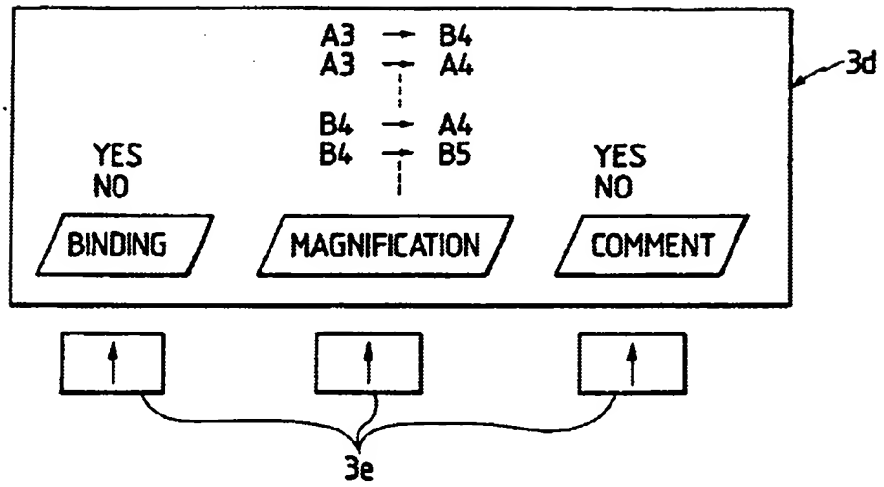 A3 → B4
A3 → A4
B4 → A4
B4 → B5
YES
NO
YES
NO
BINDING
MAGNIFICATION
COMMENT
3d
↑ ↑ ↑
3e